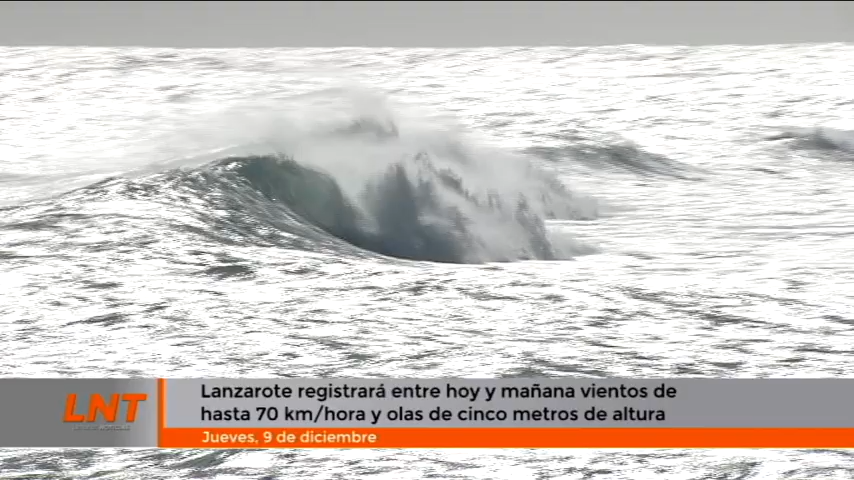 Lanzarote registrará entre hoy y mañana vientos de
hasta 70 km/hora y olas de cinco metros de altura
LNT
Jueves, 9 de diciembre